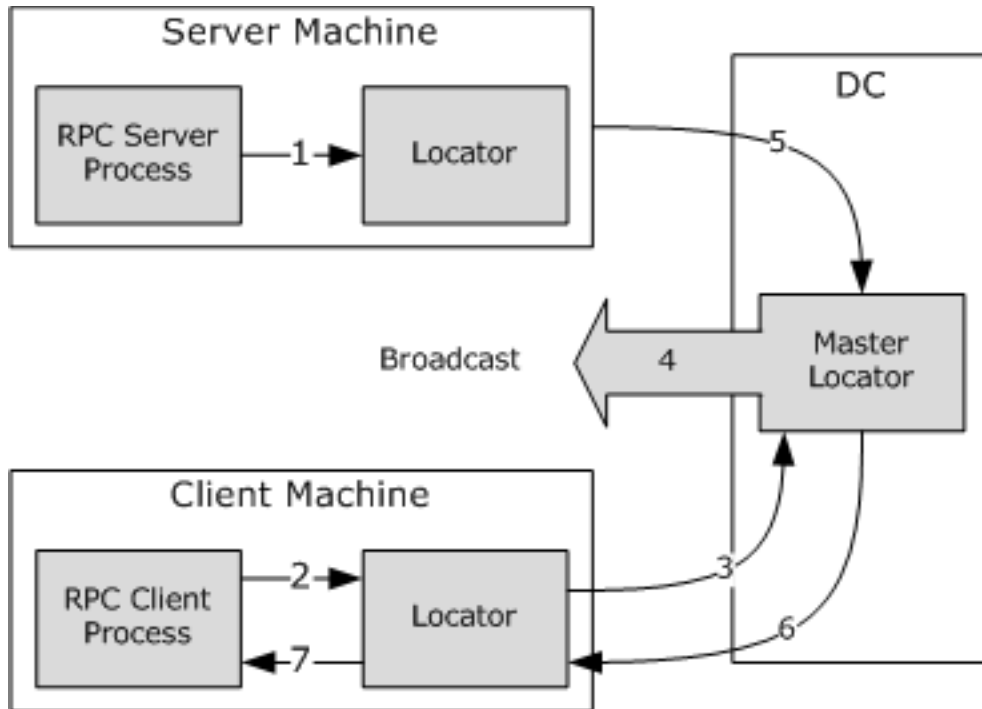 Server Machine
RPC Server
Process
1
Locator
DC
5
Broadcast
4
Master
Locator
Client Machine
RPC Client
Process
2
7
Locator
3
6